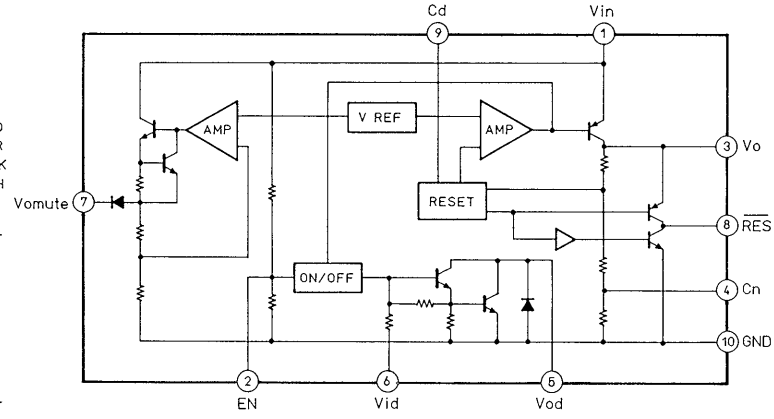 Cd
Vin
9
1
O
R
K
H
AMP
V REF
AMP
3
Vo
RESET
Vomute
7
8
RES
ON/OFF
4
Cn
10
GND
2
6
5
EN
Vid
Vod